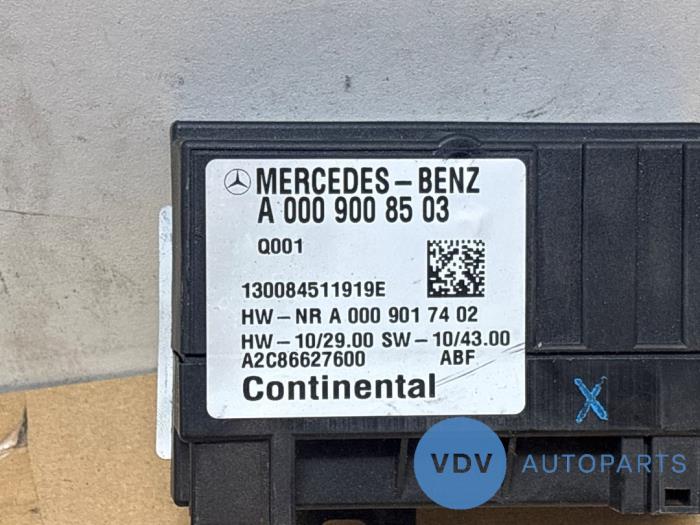 MERCEDES-BENZ
A 000 900 85 03
Q001
130084511919E
HW-NR A 000 901 74 02
HW-10/29.00 SW-10/43.00
A2C86627600 ABF
Continental
X
VDV AUTOPARTS